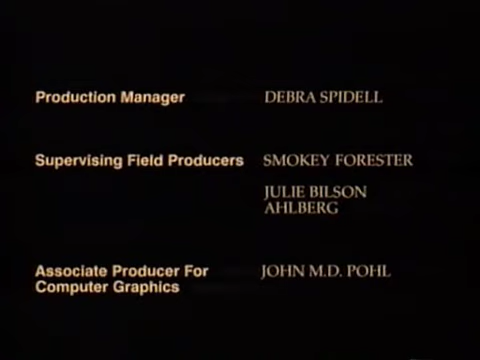 Production Manager DEBRA SPIDELL
Supervising Field Producers SMOKEY FORESTER
JULIE BILSON
AHLBERG
Associate Producer For JOHN M.D. POHL
Computer Graphics